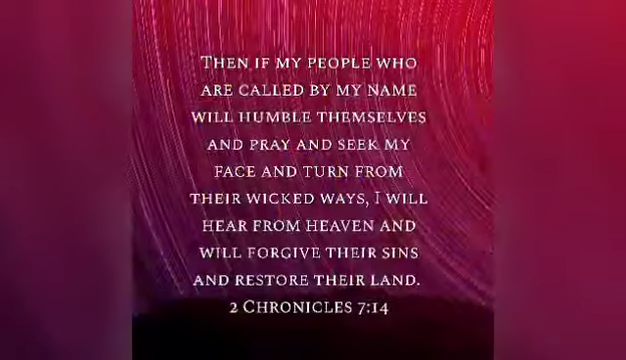 Then if my people who
are called by my name
will humble themselves
and pray and seek my
face and turn from
their wicked ways, I will
hear from heaven and
will forgive their sins
and restore their land.
2 Chronicles 7:14